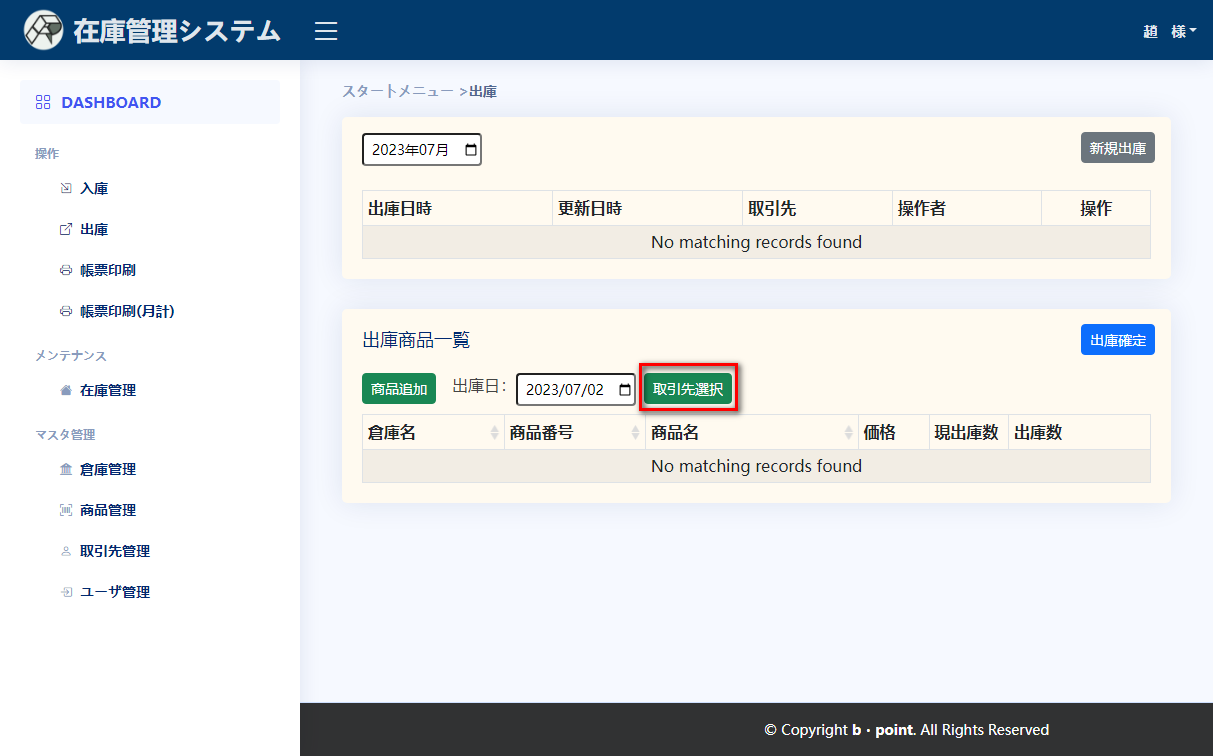 在庫管理システム
趙 様
DASHBOARD
操作
入庫
出庫
帳票印刷
帳票印刷(月計)
メンテナンス
在庫管理
マスタ管理
倉庫管理
商品管理
取引先管理
ユーザ管理
スタートメニュー >出庫
2023年07月
新規出庫
出庫日時 更新日時 取引先 操作者 操作
No matching records found
出庫商品一覧
出庫確定
商品追加 出庫日: 2023/07/02 取引先選択
倉庫名 商品番号 商品名 価格 現出庫数 出庫数
No matching records found
© Copyright b・point. All Rights Reserved